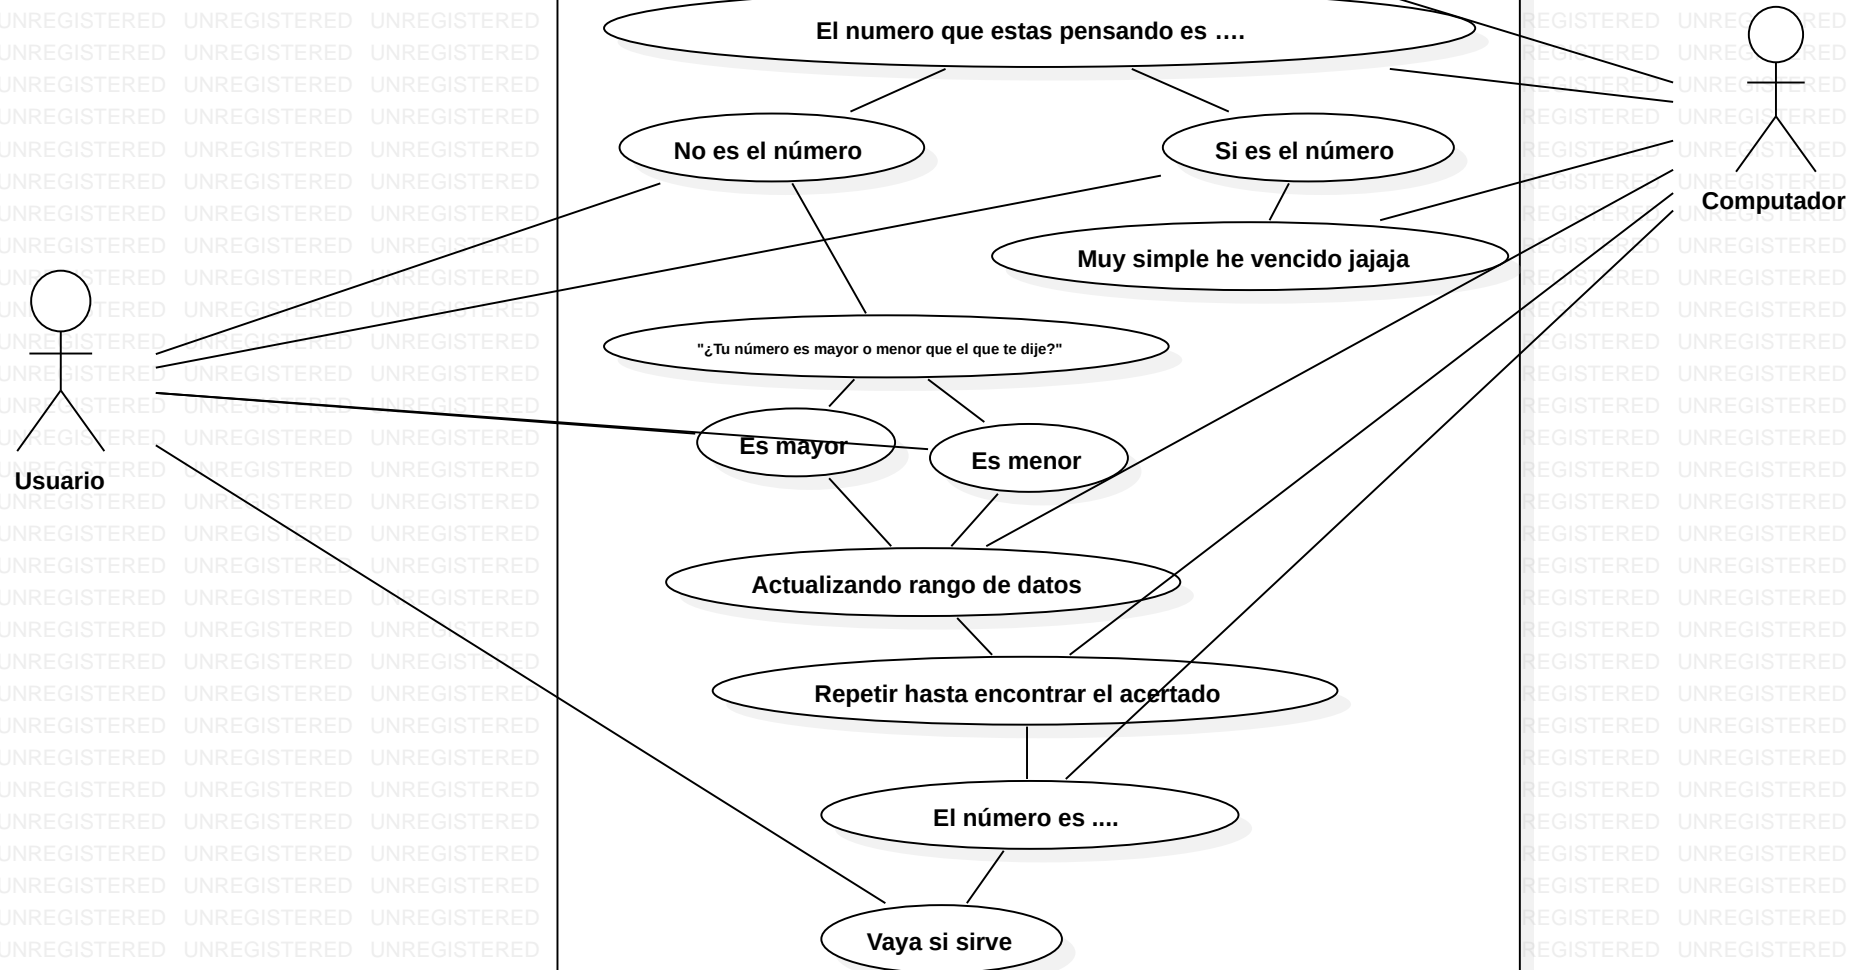 El numero que estas pensando es ....
No es el número
Si es el número
Computador
Muy simple he vencido jajaja
"¿Tu número es mayor o menor que el que te dije?"
Es mayor
Es menor
Usuario
Actualizando rango de datos
Repetir hasta encontrar el acertado
El número es ....
Vaya si sirve
UNREGISTERED